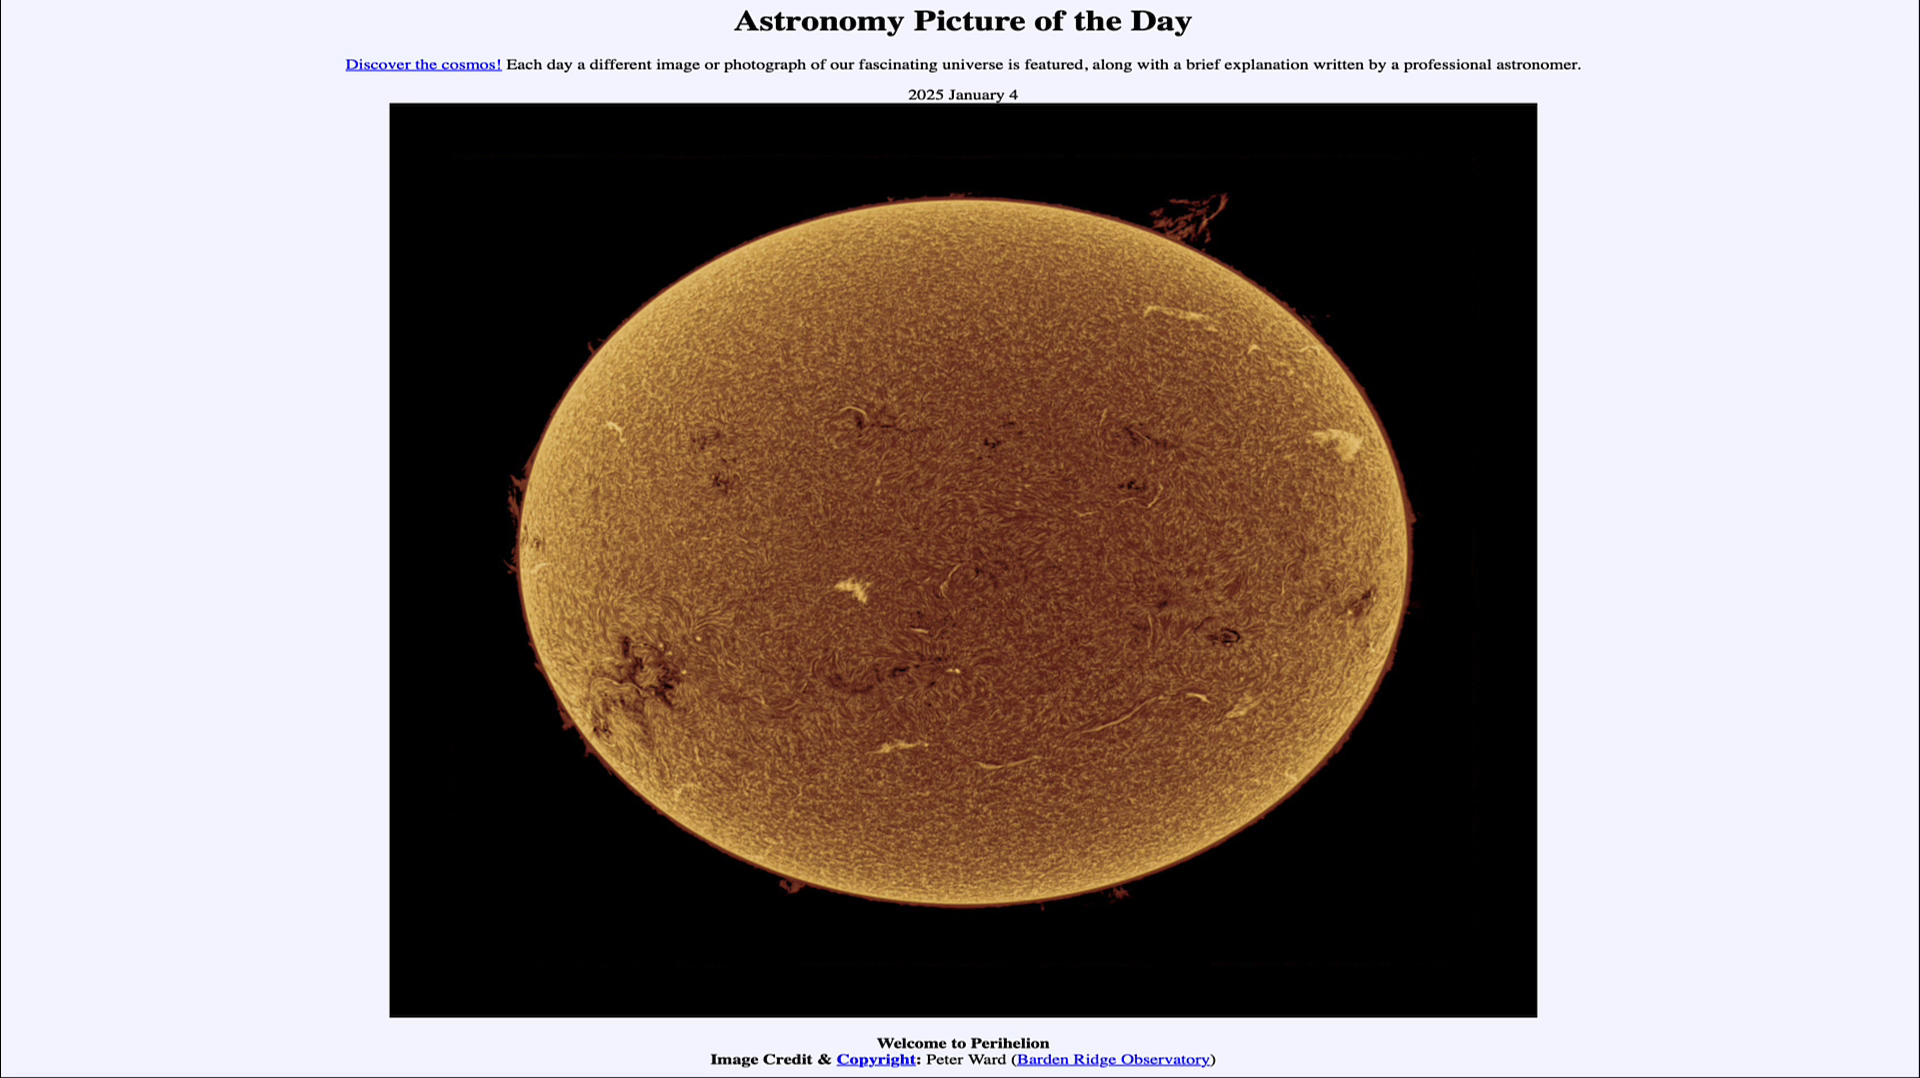 Astronomy Picture of the Day
Discover the cosmos! Each day a different image or photograph of our fascinating universe is featured, along with a brief explanation written by a professional astronomer.
2025 January 4
Welcome to Perihelion
Image Credit & Copyright: Peter Ward (Barden Ridge Observatory)